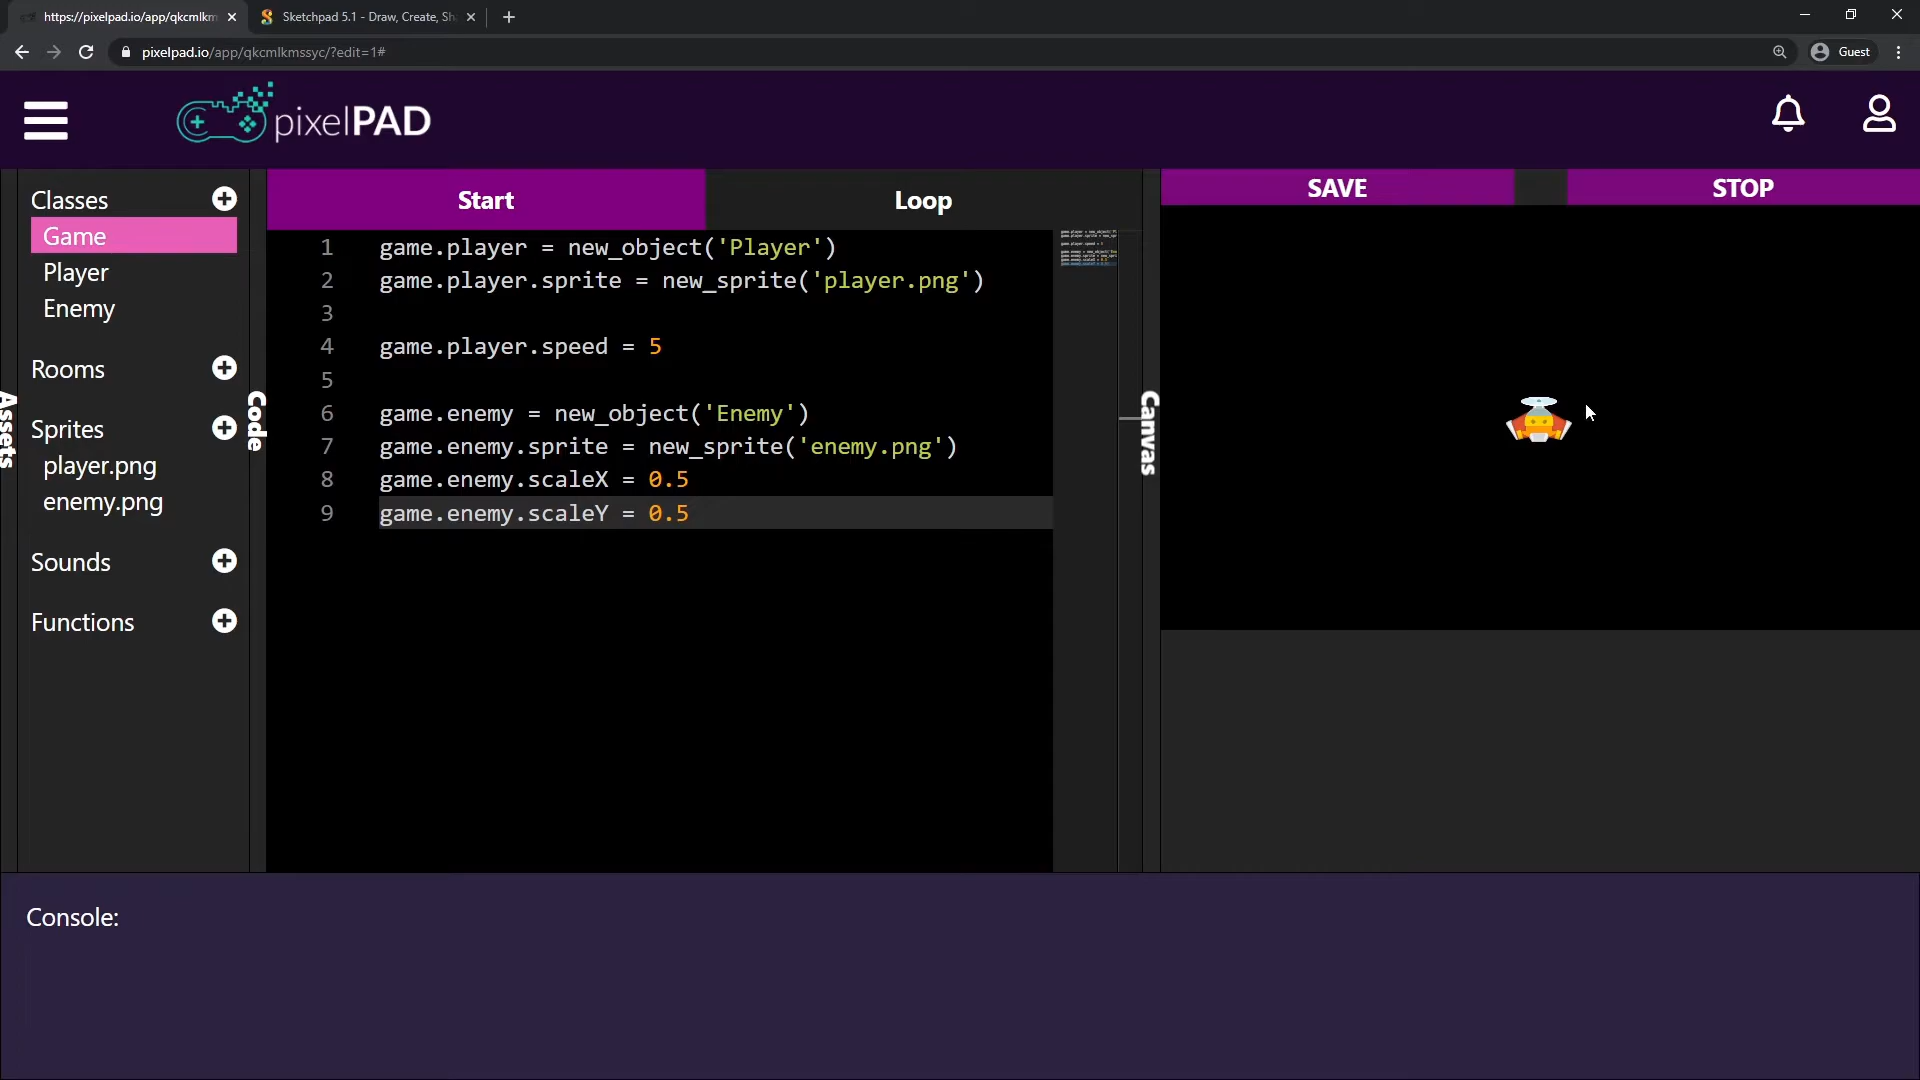 https://pixelpad.io/app/qkcmlkm
Sketchpad 5.1 - Draw, Create, Sh
pixelpad.io/app/qkcmlkmssyc/?edit=1#
Guest
pixelPAD
Classes
Game
Player
Enemy
Rooms
Sprites
player.png
enemy.png
Sounds
Functions
Assets
Code
Start
Loop
1 game.player = new_object('Player')
2 game.player.sprite = new_sprite('player.png')
3
4 game.player.speed = 5
5
6 game.enemy = new_object('Enemy')
7 game.enemy.sprite = new_sprite('enemy.png')
8 game.enemy.scaleX = 0.5
9 game.enemy.scaleY = 0.5
Canvas
SAVE
STOP
Console: